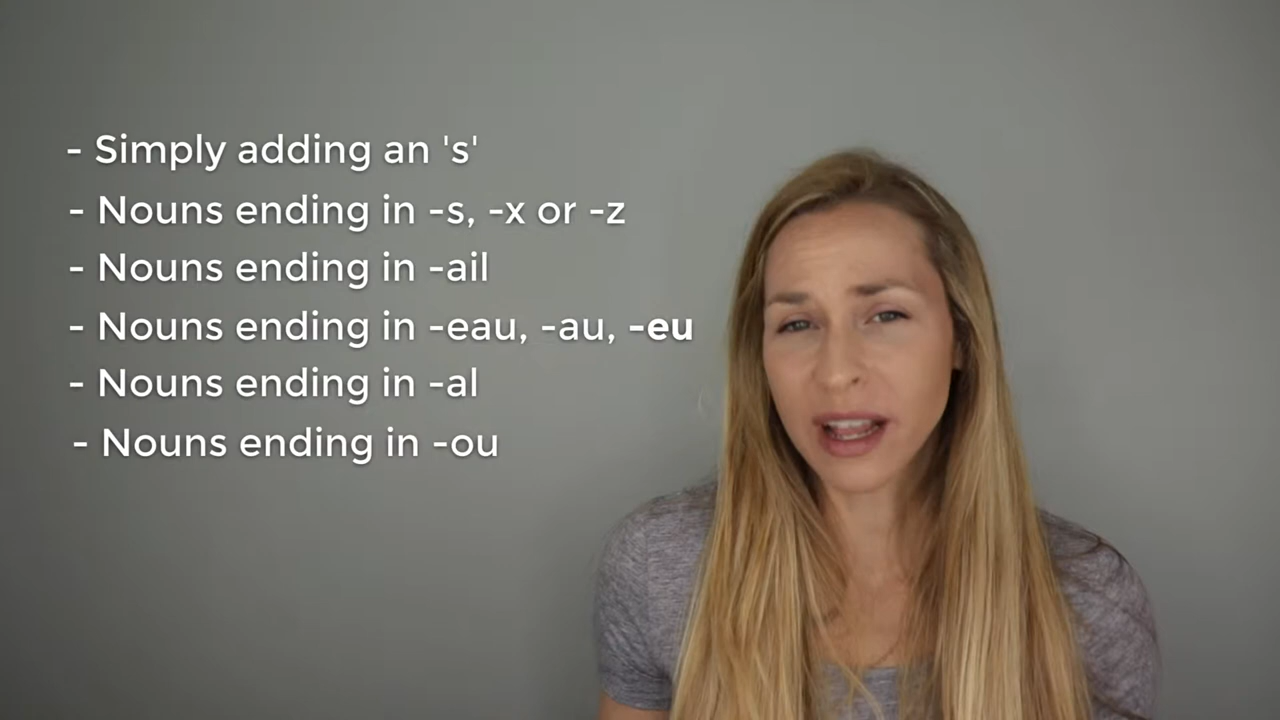 - Simply adding an 's'
- Nouns ending in -s, -x or -z
- Nouns ending in -ail
- Nouns ending in -eau, -au, -eu
- Nouns ending in -al
- Nouns ending in -ou